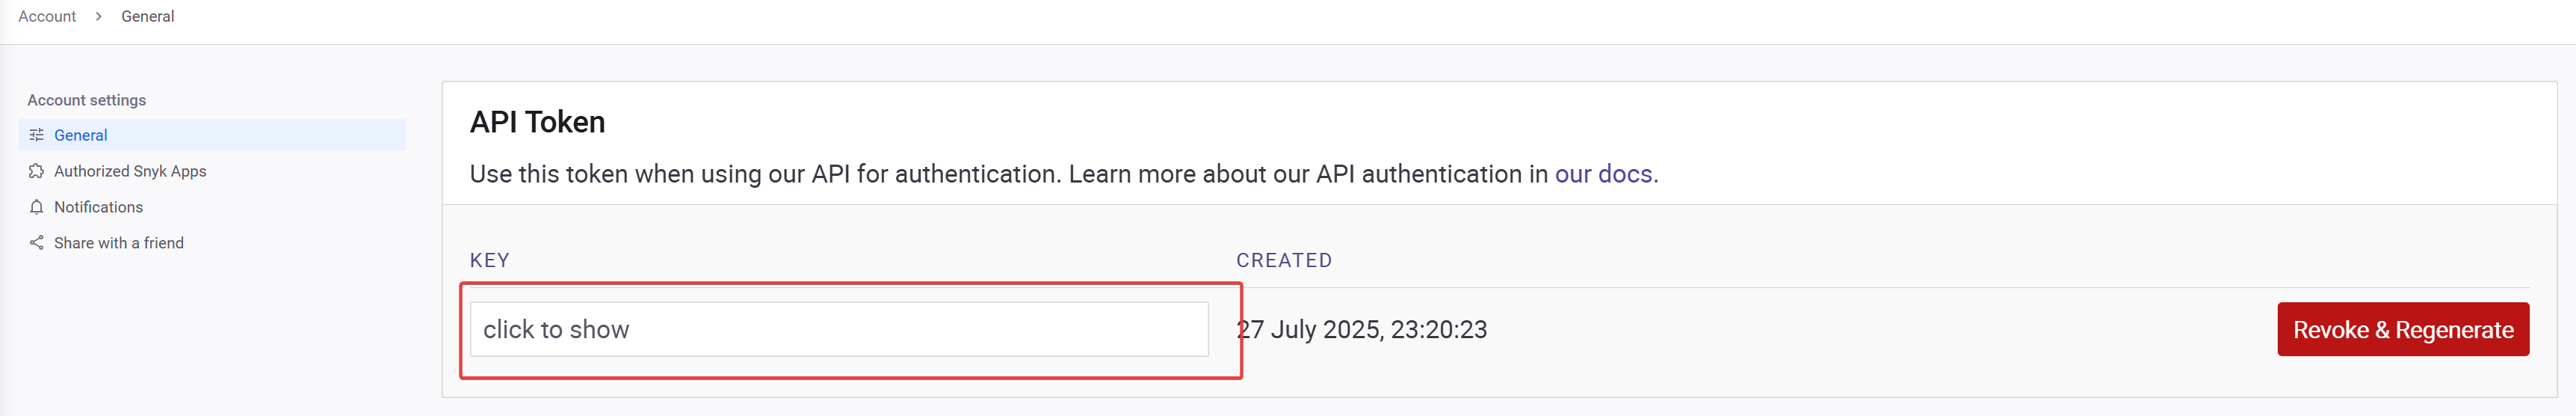 Account > General
Account settings
General
Authorized Snyk Apps
Notifications
Share with a friend
API Token
Use this token when using our API for authentication. Learn more about our API authentication in our docs.
KEY CREATED
click to show 27 July 2025, 23:20:23 Revoke & Regenerate